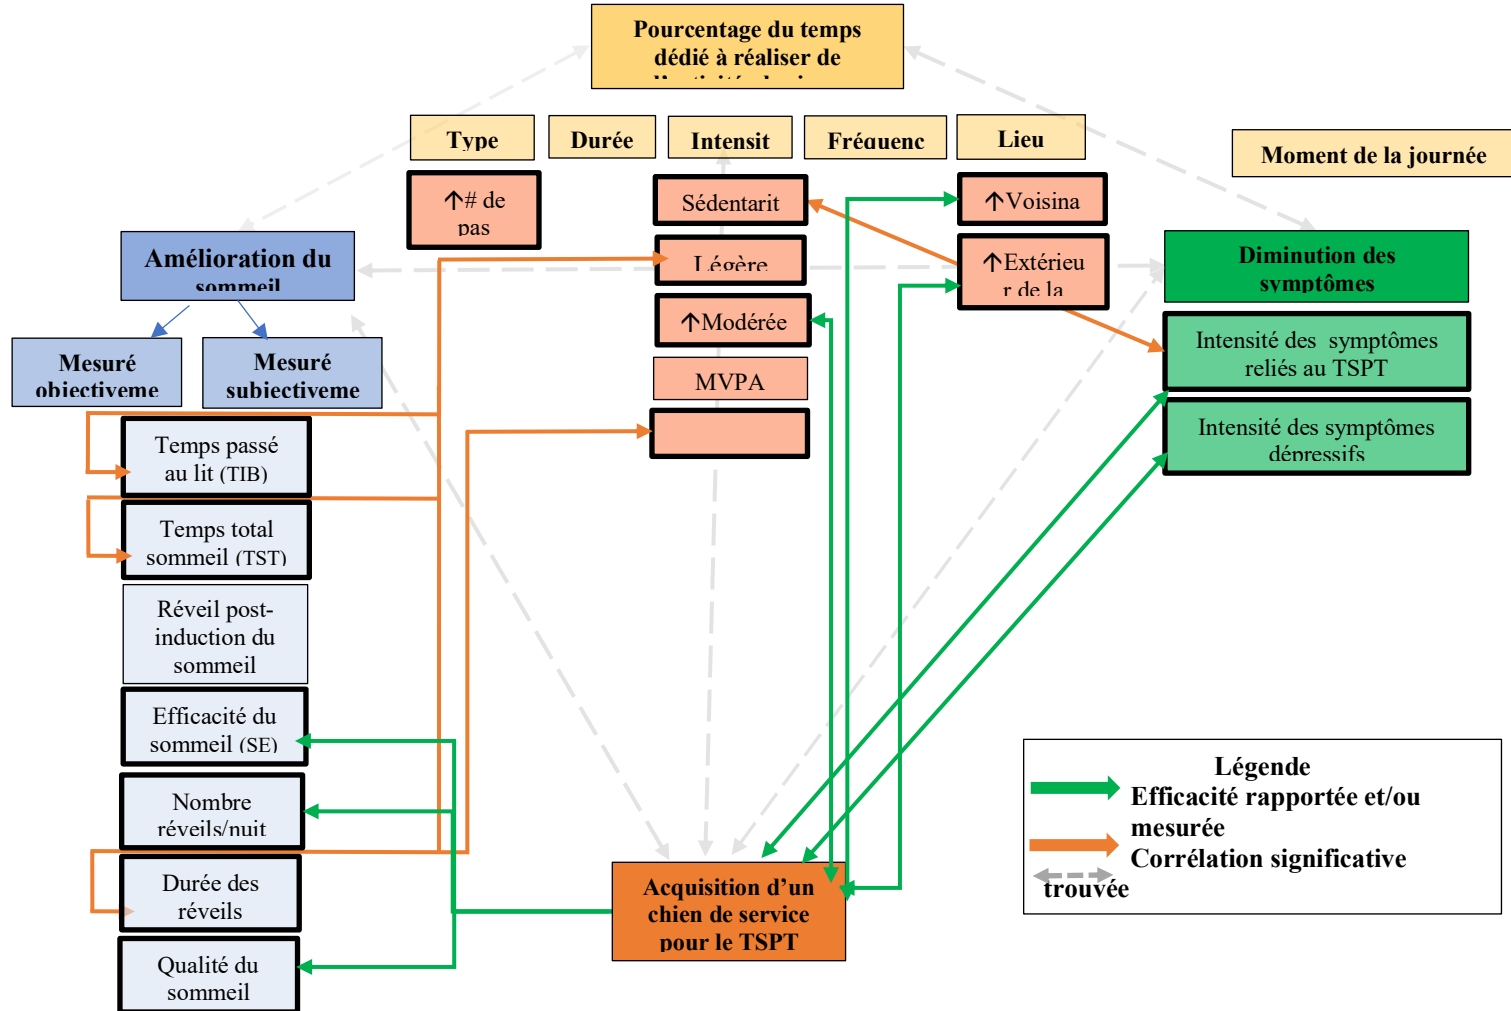 Pourcentage du temps
dédié à réaliser de
Type
Durée
Intensit
Fréquenc
Lieu
Moment de la journée
↑# de
pas
Sédentarit
↑Voisina
Légère
↑Extérieu
r de la
↑Modérée
MVPA
Amélioration du
sommeil
Mesuré
objectiveme
Mesuré
subjectiveme
Diminution des
symptômes
Intensité des symptômes
reliés au TSPT
Intensité des symptômes
dépressifs
Temps passé
au lit (TIB)
Temps total
sommeil (TST)
Réveil post-
induction du
sommeil
Efficacité du
sommeil (SE)
Nombre
réveils/nuit
Durée des
réveils
Qualité du
sommeil
Acquisition d’un
chien de service
pour le TSPT
Légende
Efficacité rapportée et/ou
mesurée
Corrélation significative
trouvée